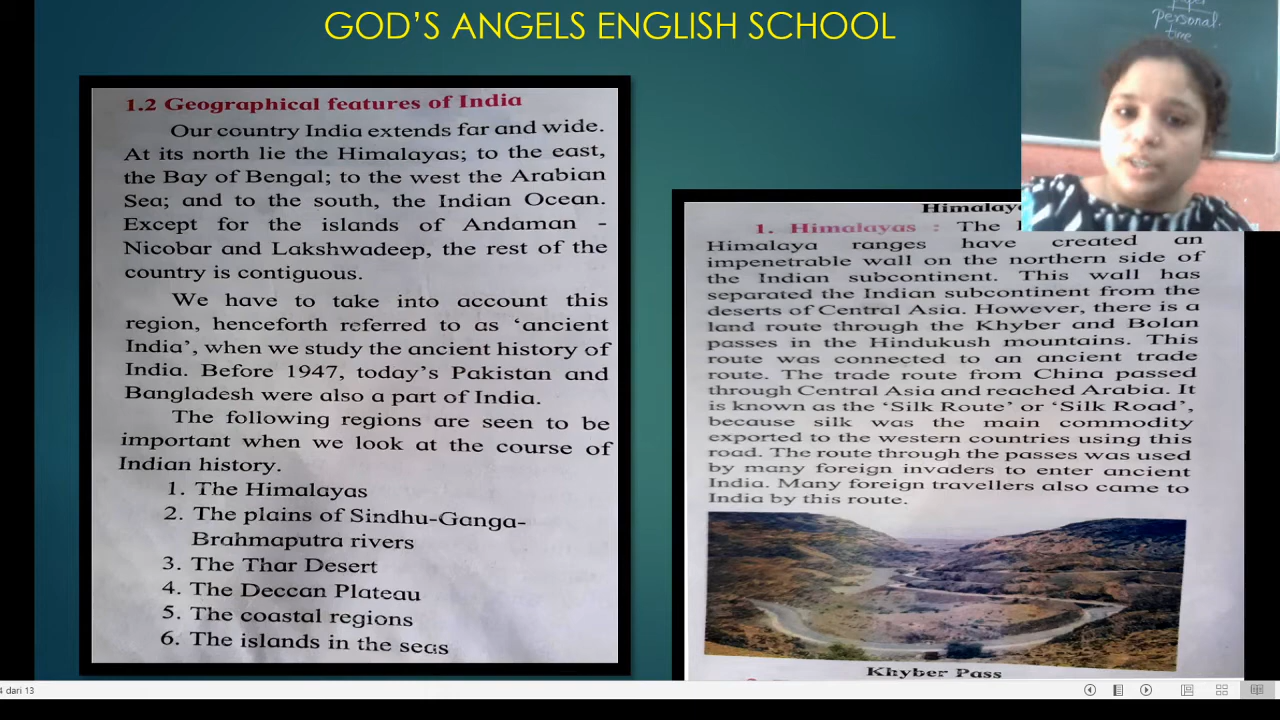 GOD'S ANGELS ENGLISH SCHOOL
personal.
time
1.2 Geographical features of India
Our country India extends far and wide.
At its north lie the Himalayas; to the east,
the Bay of Bengal; to the west the Arabian
Sea; and to the south, the Indian Ocean.
Except for the islands of Andaman -
Nicobar and Lakshwadeep, the rest of the
country is contiguous.
We have to take into account this
region, henceforth referred to as 'ancient
India', when we study the ancient history of
India. Before 1947, today's Pakistan and
Bangladesh were also a part of India.
The following regions are seen to be
important when we look at the course of
Indian history.
1. The Himalayas
2. The plains of Sindhu-Ganga-
Brahmaputra rivers
3. The Thar Desert
4. The Deccan Plateau
5. The coastal regions
6. The islands in the seas
1. Himalayas : The
Himalaya ranges have created an
impenetrable wall on the northern side of
the Indian subcontinent. This wall has
separated the Indian subcontinent from the
deserts of Central Asia. However, there is a
land route through the Khyber and Bolan
passes in the Hindukush mountains. This
route was connected to an ancient trade
route. The trade route from China passed
through Central Asia and reached Arabia. It
is known as the 'Silk Route' or 'Silk Road',
because silk was the main commodity
exported to the western countries using this
road. The route through the passes was used
by many foreign invaders to enter ancient
India. Many foreign travellers also came to
India by this route.
Khyber Pass
4 dari 13